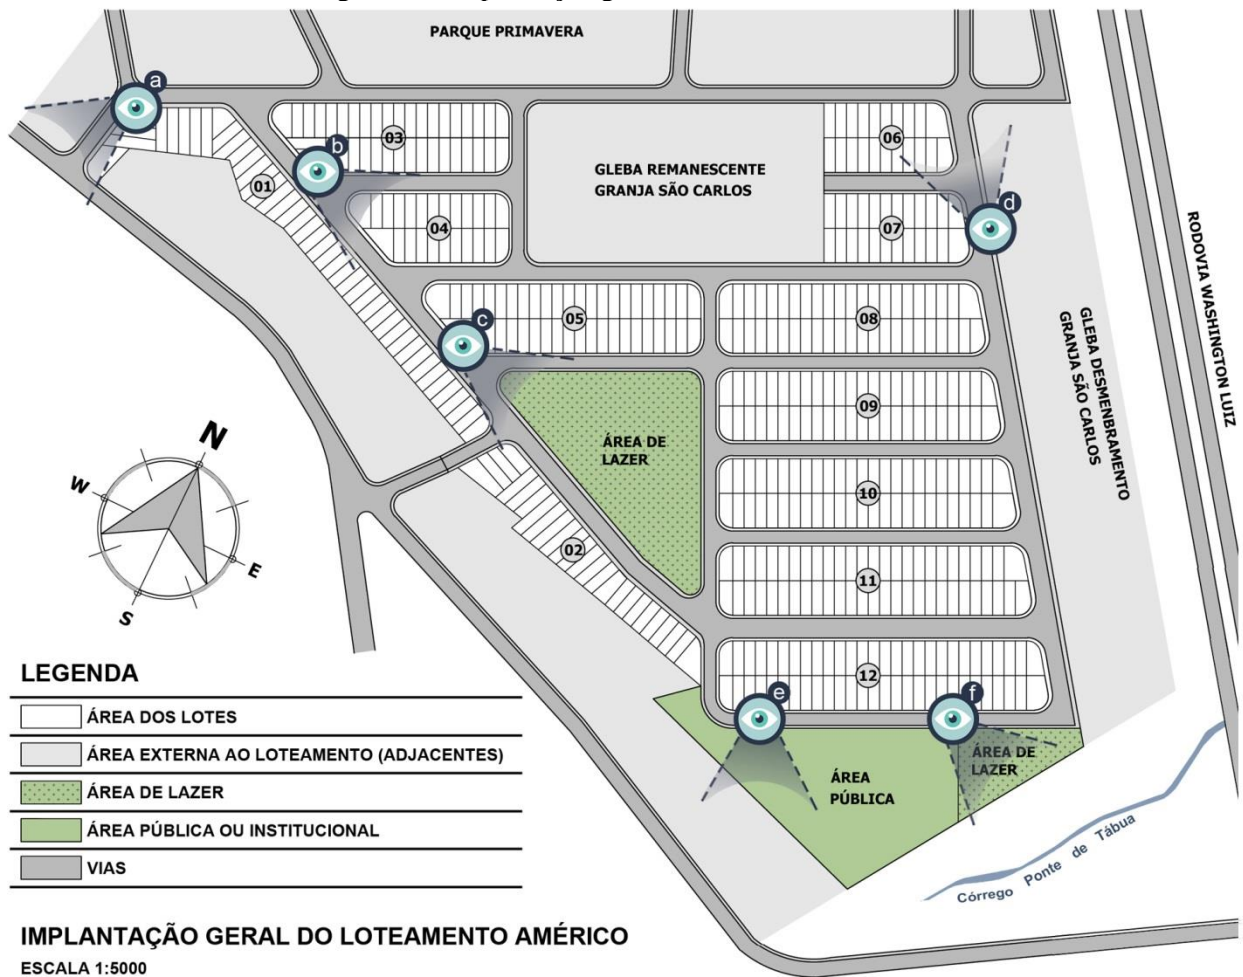 PARQUE PRIMAVERA
a
03
06
b
GLEBA REMANESCENTE
GRANJA SÃO CARLOS
01
d
04
07
RODOVIA WASHINGTON LUIZ
c
05
08
GLEBA DESMENBRAMENTO
GRANJA SÃO CARLOS
09
N
ÁREA DE
LAZER
W
10
02
E
11
S
LEGENDA
12
ÁREA DOS LOTES
e
f
ÁREA EXTERNA AO LOTEAMENTO (ADJACENTES)
ÁREA DE
LAZER
ÁREA
PÚBLICA
ÁREA DE LAZER
ÁREA PÚBLICA OU INSTITUCIONAL
VIAS
Córrego Ponte de Tábua
IMPLANTAÇÃO GERAL DO LOTEAMENTO AMÉRICO
ESCALA 1:5000